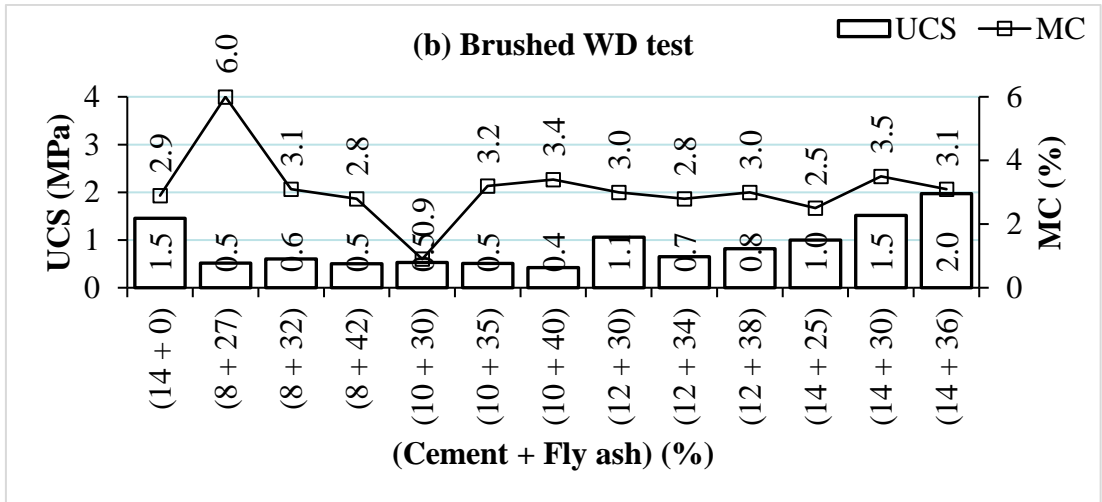 (b) Brushed WD test
UCS
MC
UCS (MPa)
4
3
2
1
0
2.9
6.0
3.1
2.8
0.9
3.2
3.4
3.0
2.8
3.0
2.5
3.5
3.1
1.5
0.5
0.6
0.5
0.5
0.5
0.4
1.1
0.7
0.8
1.0
1.5
2.0
6
4
2
0
MC (%)
(14 + 0)
(8 + 27)
(8 + 32)
(8 + 42)
(10 + 30)
(10 + 35)
(10 + 40)
(12 + 30)
(12 + 34)
(12 + 38)
(14 + 25)
(14 + 30)
(14 + 36)
(Cement + Fly ash) (%)